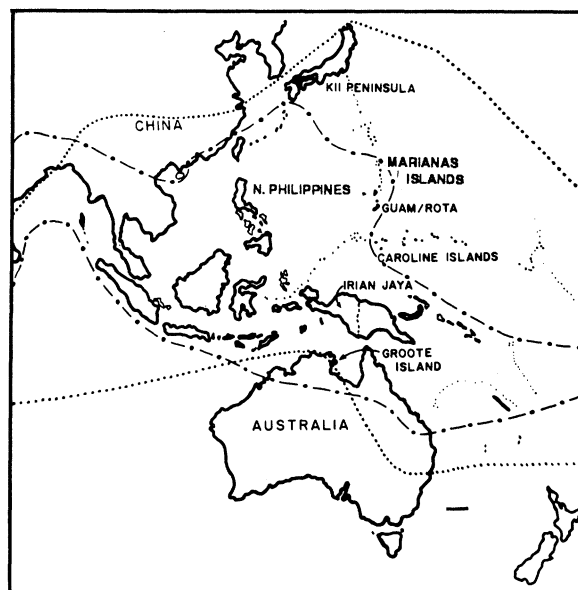 KII PENINSULA
CHINA
MARIANAS
ISLANDS
N. PHILIPPINES
GUAM/ROTA
CAROLINE ISLANDS
IRIAN JAYA
GROOTE
ISLAND
AUSTRALIA